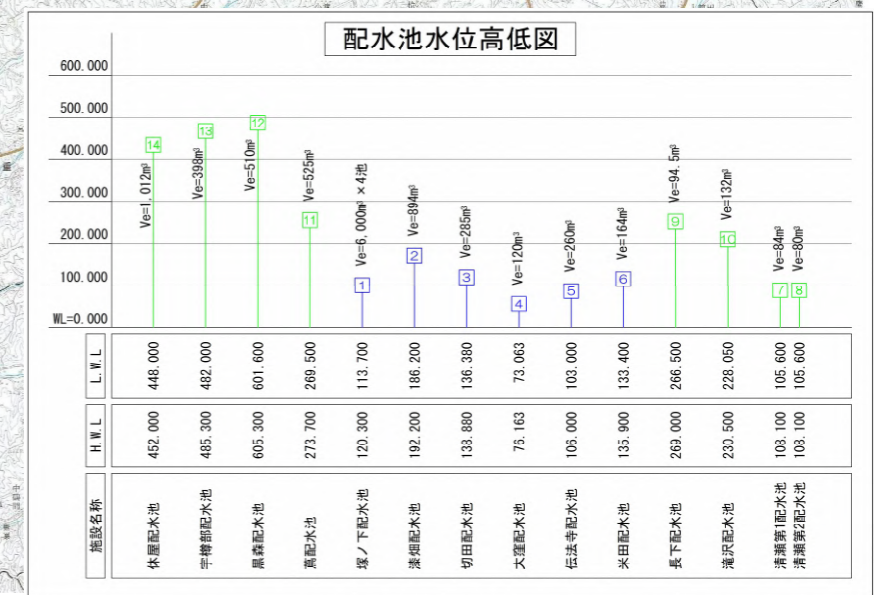 配水池水位高低図
600.000
500.000
400.000
300.000
200.000
100.000
WL=0.000
14 Ve=1,012m³
13 Ve=398m³
12 Ve=510m³
11 Ve=525m³
1 Ve=6,000m³×4池
2 Ve=894m³
3 Ve=285m³
4 Ve=120m³
5 Ve=260m³
6 Ve=164m³
9 Ve=94.5m³
10 Ve=132m³
7 Ve=84m³
8 Ve=80m³
L.W.L 448.000 482.000 601.600 269.500 113.700 186.200 136.380 73.063 103.000 133.400 266.500 228.050 105.600 105.600
H.W.L 452.000 485.300 605.300 273.700 120.300 192.200 138.880 76.163 106.000 135.900 269.000 230.500 108.100 108.100
施設名称 休屋配水池 宇樽部配水池 黒森配水池 蔦配水池 塚ノ下配水池 漆畑配水池 切田配水池 大窪配水池 伝法寺配水池 米田配水池 長下配水池 滝沢配水池 清瀬第1配水池 清瀬第2配水池